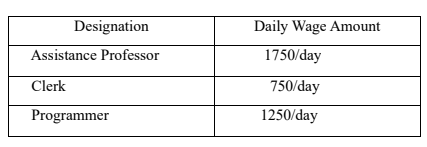 Designation Daily Wage Amount
Assistance Professor 1750/day
Clerk 750/day
Programmer 1250/day